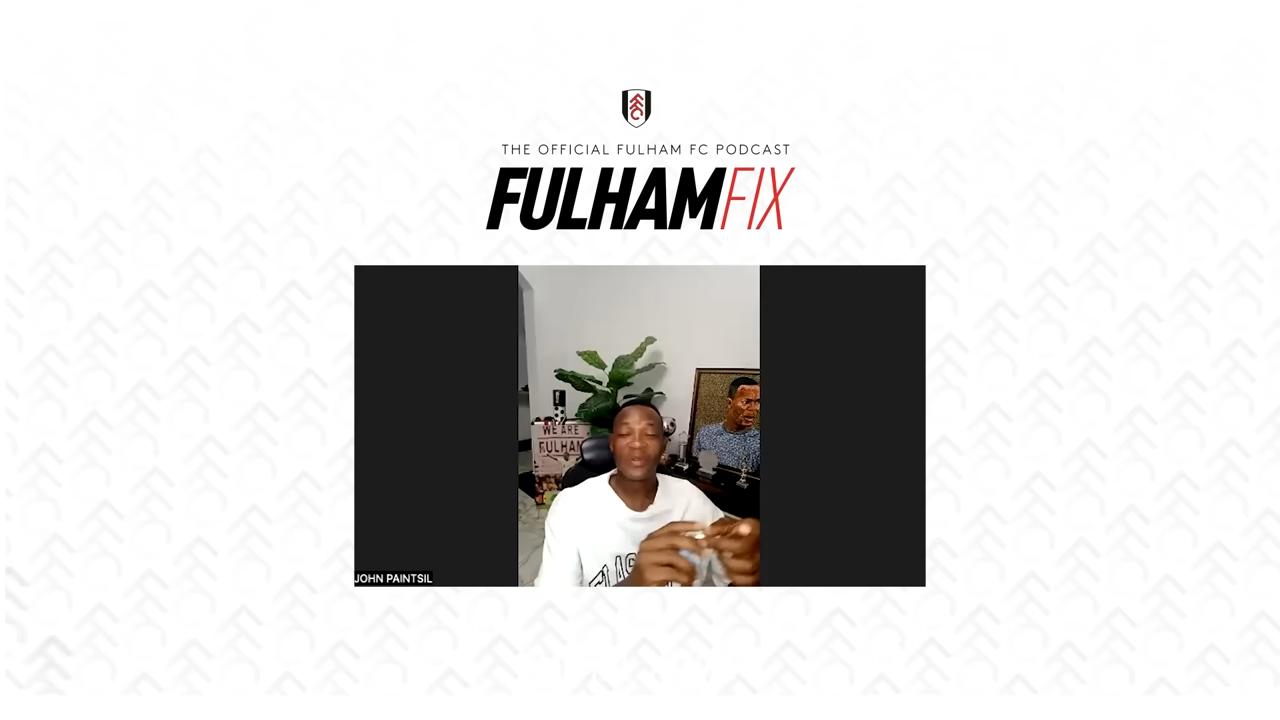 THE OFFICIAL FULHAM FC PODCAST
FULHAMFIX
WE ARE
FULHAM
JOHN PAINTSIL